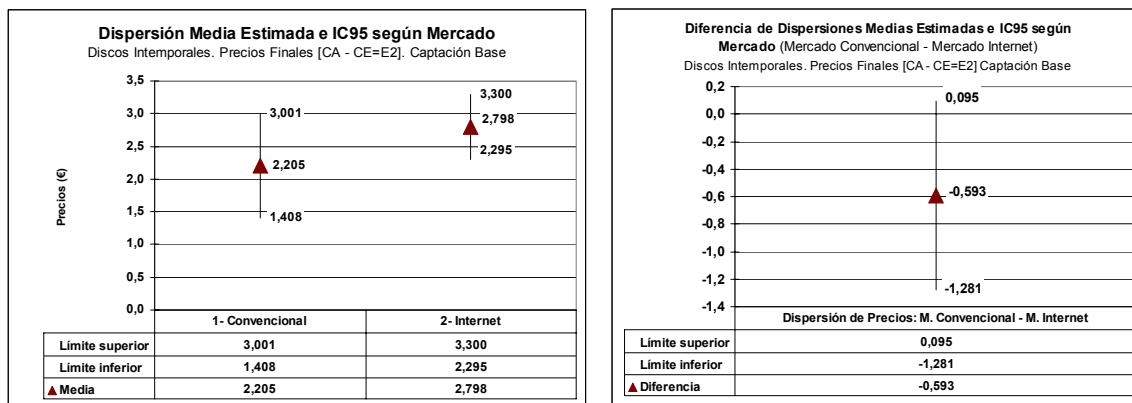 Dispersión Media Estimada e IC95 según Mercado
Discos Intemporales. Precios Finales [CA - CE=E2]. Captación Base
Precios (€)
3,5
3,0
2,5
2,0
1,5
1,0
0,5
0,0
3,001
2,205
1,408
3,300
2,798
2,295
1- Convencional 2- Internet
Límite superior 3,001 3,300
Límite inferior 1,408 2,295
Media 2,205 2,798
Diferencia de Dispersiones Medias Estimadas e IC95 según
Mercado (Mercado Convencional - Mercado Internet)
Discos Intemporales. Precios Finales [CA - CE=E2] Captación Base
0,2
0,0
-0,2
-0,4
-0,6
-0,8
-1,0
-1,2
-1,4
0,095
-0,593
-1,281
Dispersión de Precios: M. Convencional - M. Internet
Límite superior 0,095
Límite inferior -1,281
Diferencia -0,593